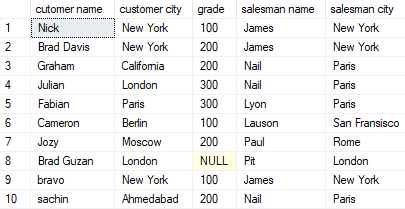 cutomer name customer city grade salesman name salesman city
1 Nick New York 100 James New York
2 Brad Davis New York 200 James New York
3 Graham California 200 Nail Paris
4 Julian London 300 Nail Paris
5 Fabian Paris 300 Lyon Paris
6 Cameron Berlin 100 Lauson San Fransisco
7 Jozy Moscow 200 Paul Rome
8 Brad Guzan London NULL Pit London
9 bravo New York 100 James New York
10 sachin Ahmedabad 200 Nail Paris